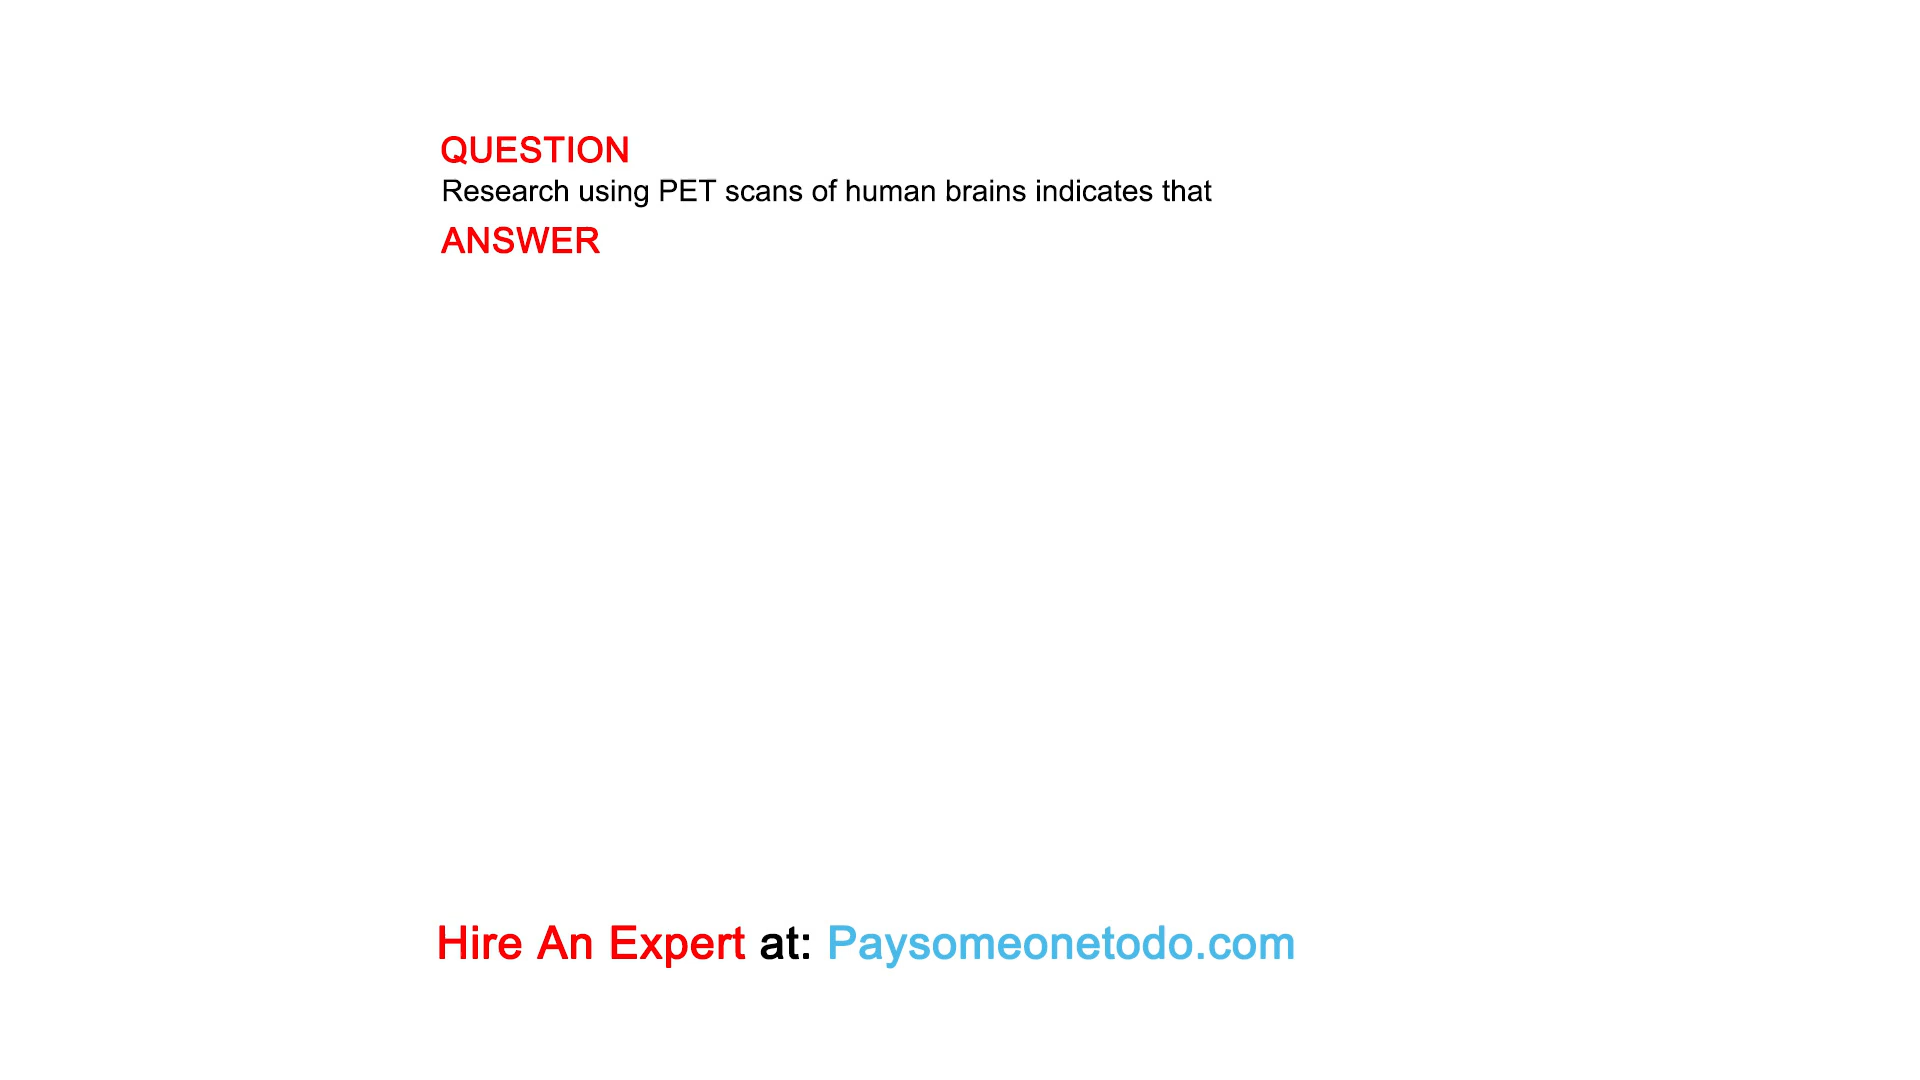 QUESTION
Research using PET scans of human brains indicates that
ANSWER
Hire An Expert at: Paysomeonetodo.com